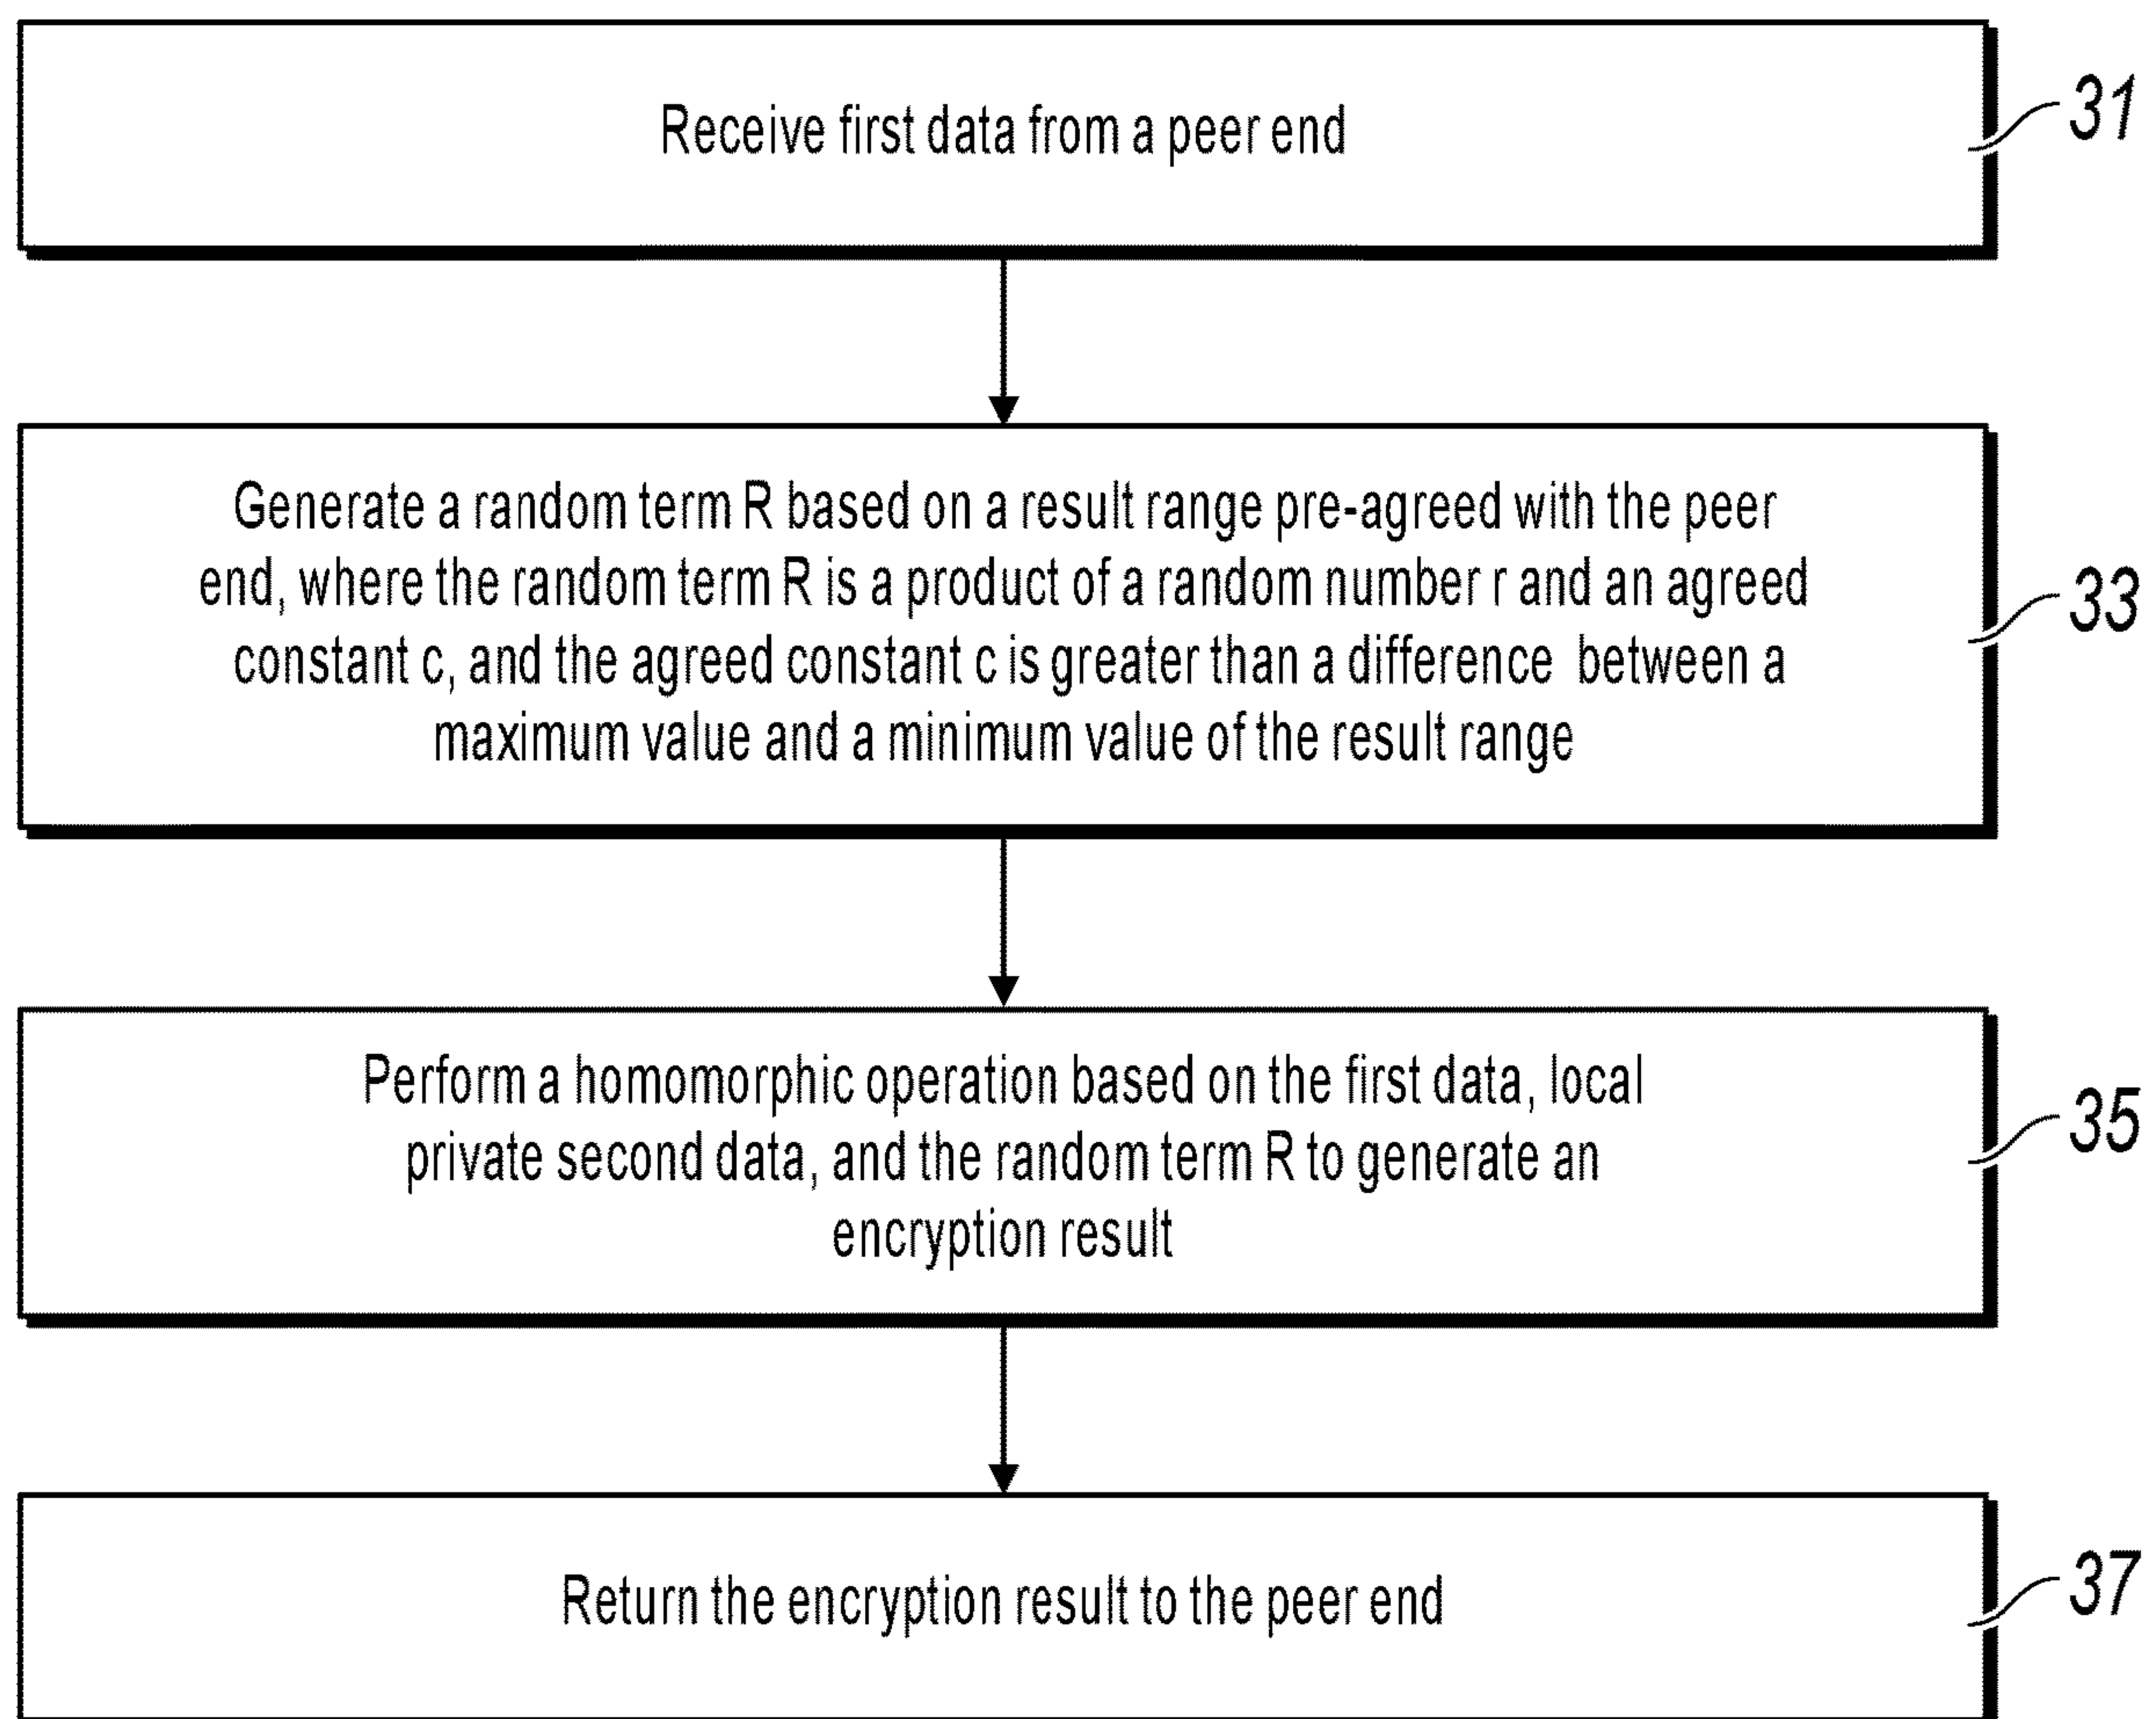 Receive first data from a peer end
31
Generate a random term R based on a result range pre-agreed with the peer
end, where the random term R is a product of a random number r and an agreed
constant c, and the agreed constant c is greater than a difference between a
maximum value and a minimum value of the result range
33
Perform a homomorphic operation based on the first data, local
private second data, and the random term R to generate an
encryption result
35
Return the encryption result to the peer end
37